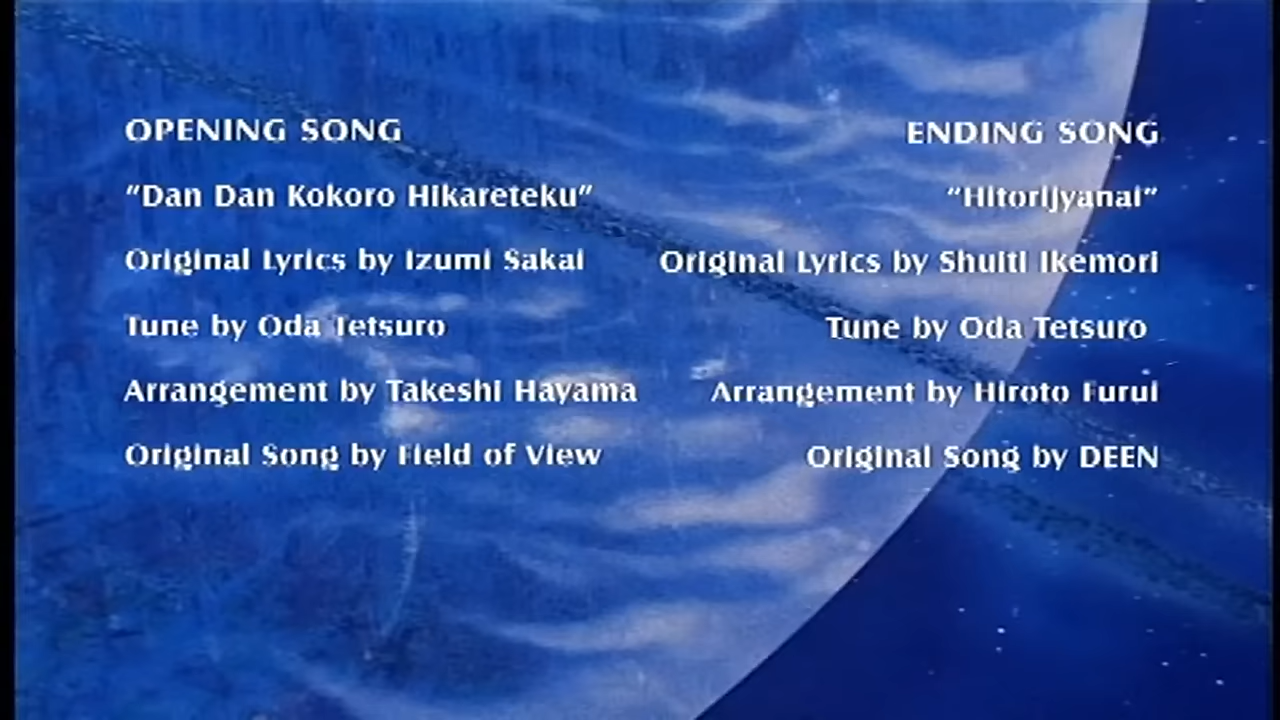 OPENING SONG
"Dan Dan Kokoro Hikareteku"
Original Lyrics by Izumi Sakai
Tune by Oda Tetsuro
Arrangement by Takeshi Hayama
Original Song by Field of View
ENDING SONG
"Hitorijyanai"
Original Lyrics by Shuiti Ikemori
Tune by Oda Tetsuro
Arrangement by Hiroto Furui
Original Song by DEEN